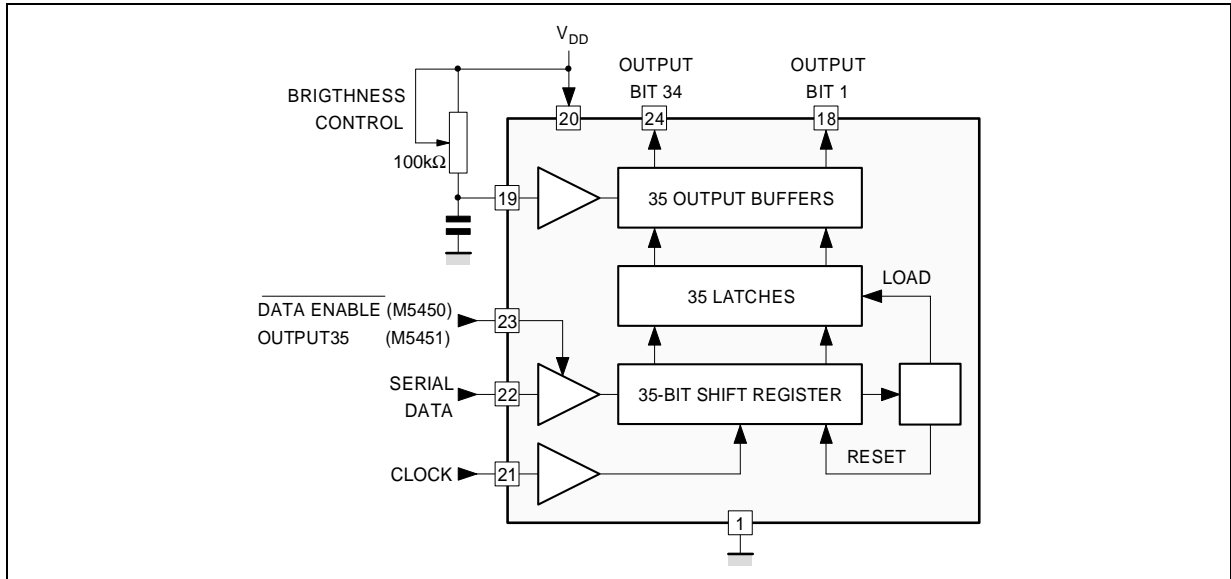 V_DD
OUTPUT
BIT 34
OUTPUT
BIT 1
BRIGTHNESS
CONTROL
20
24
18
100kΩ
19
35 OUTPUT BUFFERS
LOAD
35 LATCHES
DATA ENABLE (M5450)
23
OUTPUT35 (M5451)
SERIAL
DATA
22
35-BIT SHIFT REGISTER
RESET
CLOCK
21
1